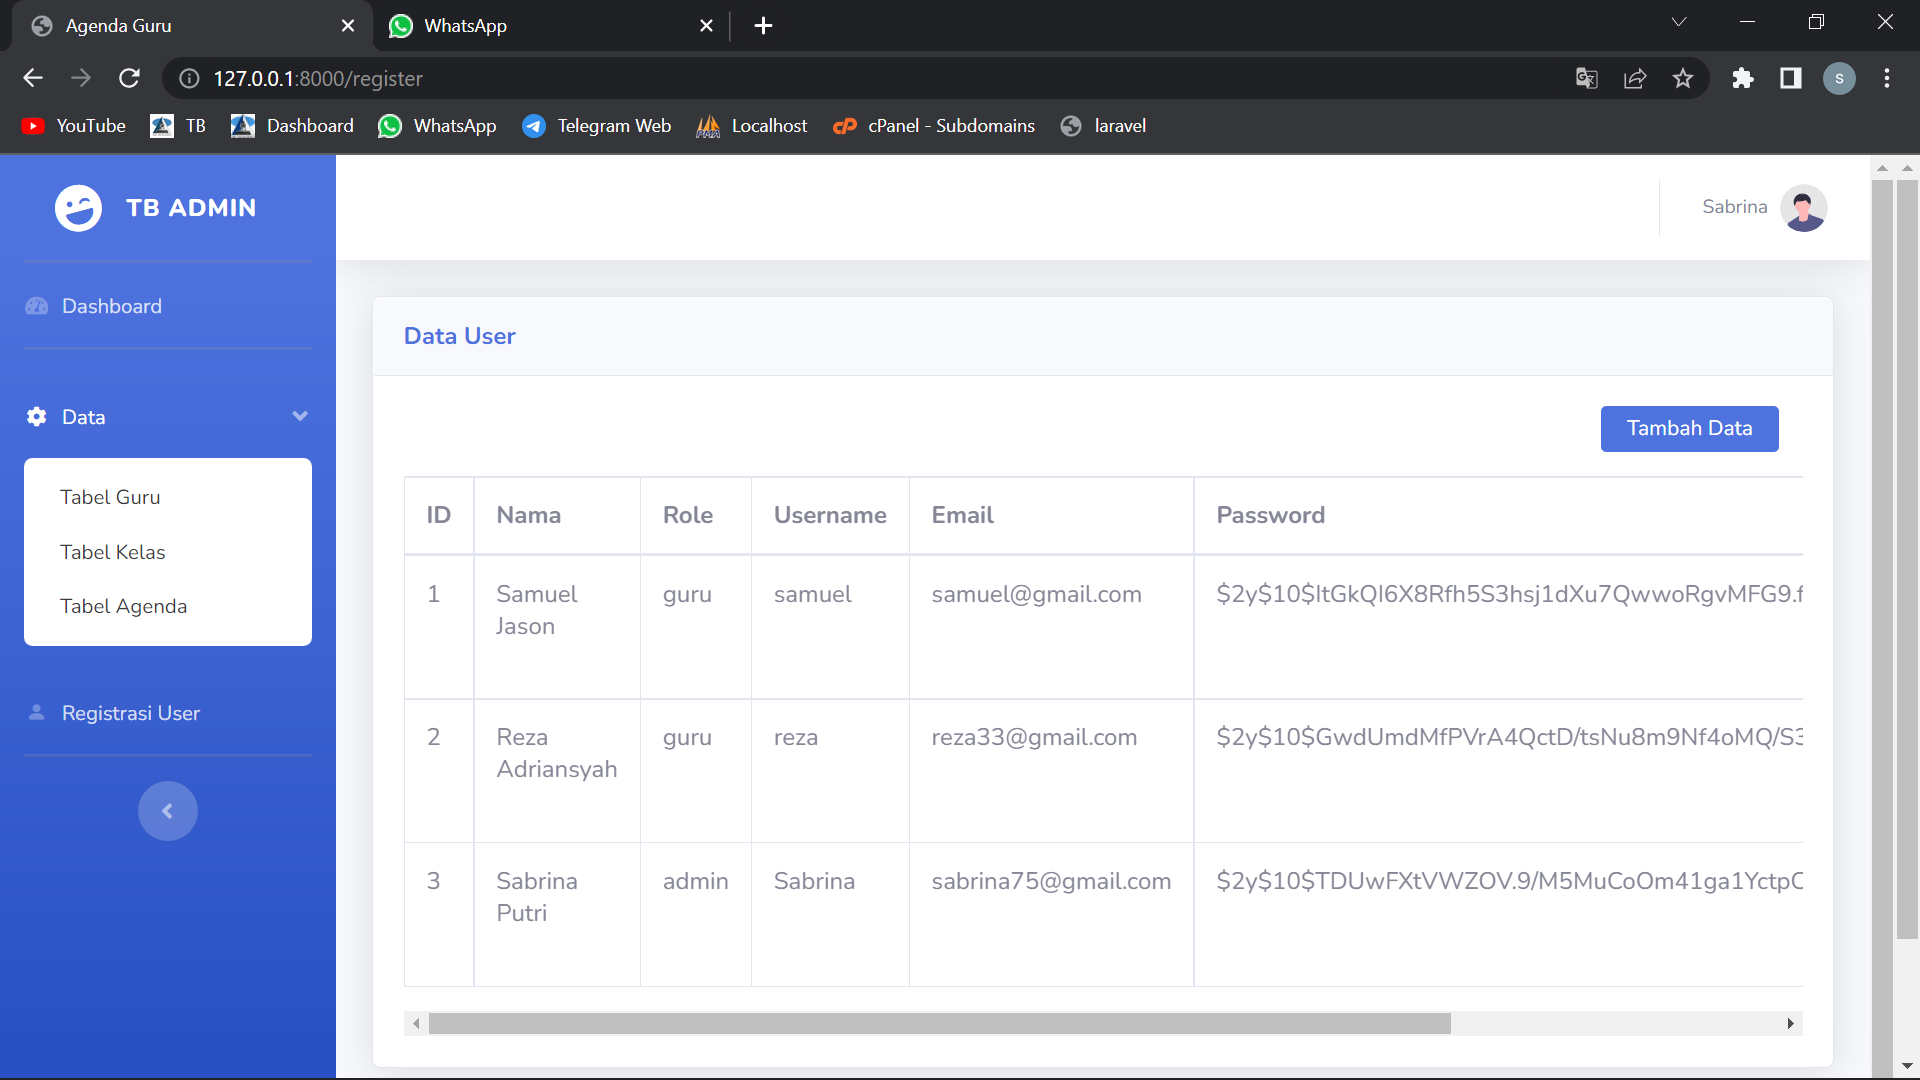 Agenda Guru
WhatsApp
127.0.0.1:8000/register
S
YouTube
TB
Dashboard
WhatsApp
Telegram Web
Localhost
cPanel - Subdomains
laravel
TB ADMIN
Sabrina
Dashboard
Data User
Data
Tambah Data
Tabel Guru
Tabel Kelas
Tabel Agenda
Registrasi User
ID Nama Role Username Email Password
1 Samuel Jason guru samuel samuel@gmail.com $2y$10$ItGkQI6X8Rfh5S3hsj1dXu7QwwoRgvMFG9.f
2 Reza Adriansyah guru reza reza33@gmail.com $2y$10$GwdUmdMfPVrA4QctD/tsNu8m9Nf4oMQ/S3
3 Sabrina Putri admin Sabrina sabrina75@gmail.com $2y$10$TDUwFXtVWZOV.9/M5MuCoOm41ga1YctpC